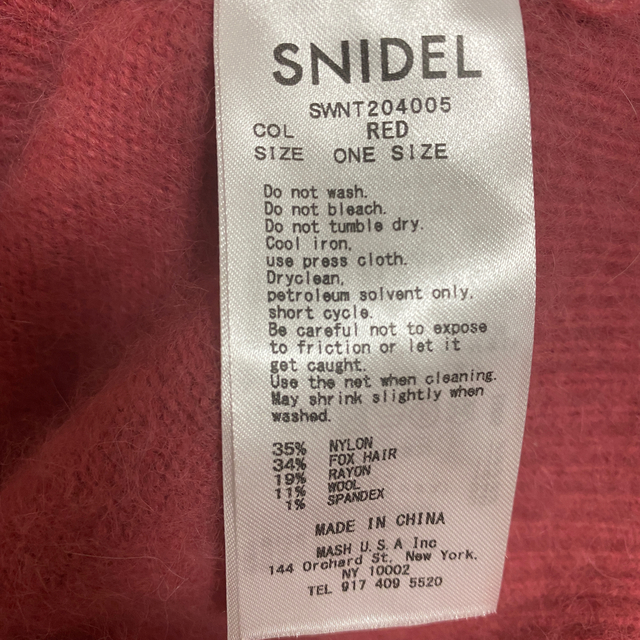 SNIDEL
SWNT204005
COL RED
SIZE ONE SIZE
Do not wash.
Do not bleach.
Do not tumble dry.
Cool iron,
use press cloth.
Dryclean,
petroleum solvent only.
short cycle.
Be careful not to expose
to friction or let it
get caught.
Use the net when cleaning.
May shrink slightly when
washed.
35% NYLON
34% FOX HAIR
19% RAYON
11% WOOL
1% SPANDEX
MADE IN CHINA
MASH U.S.A Inc
144 Orchard St. New York.
NY 10002
TEL 917 409 5520